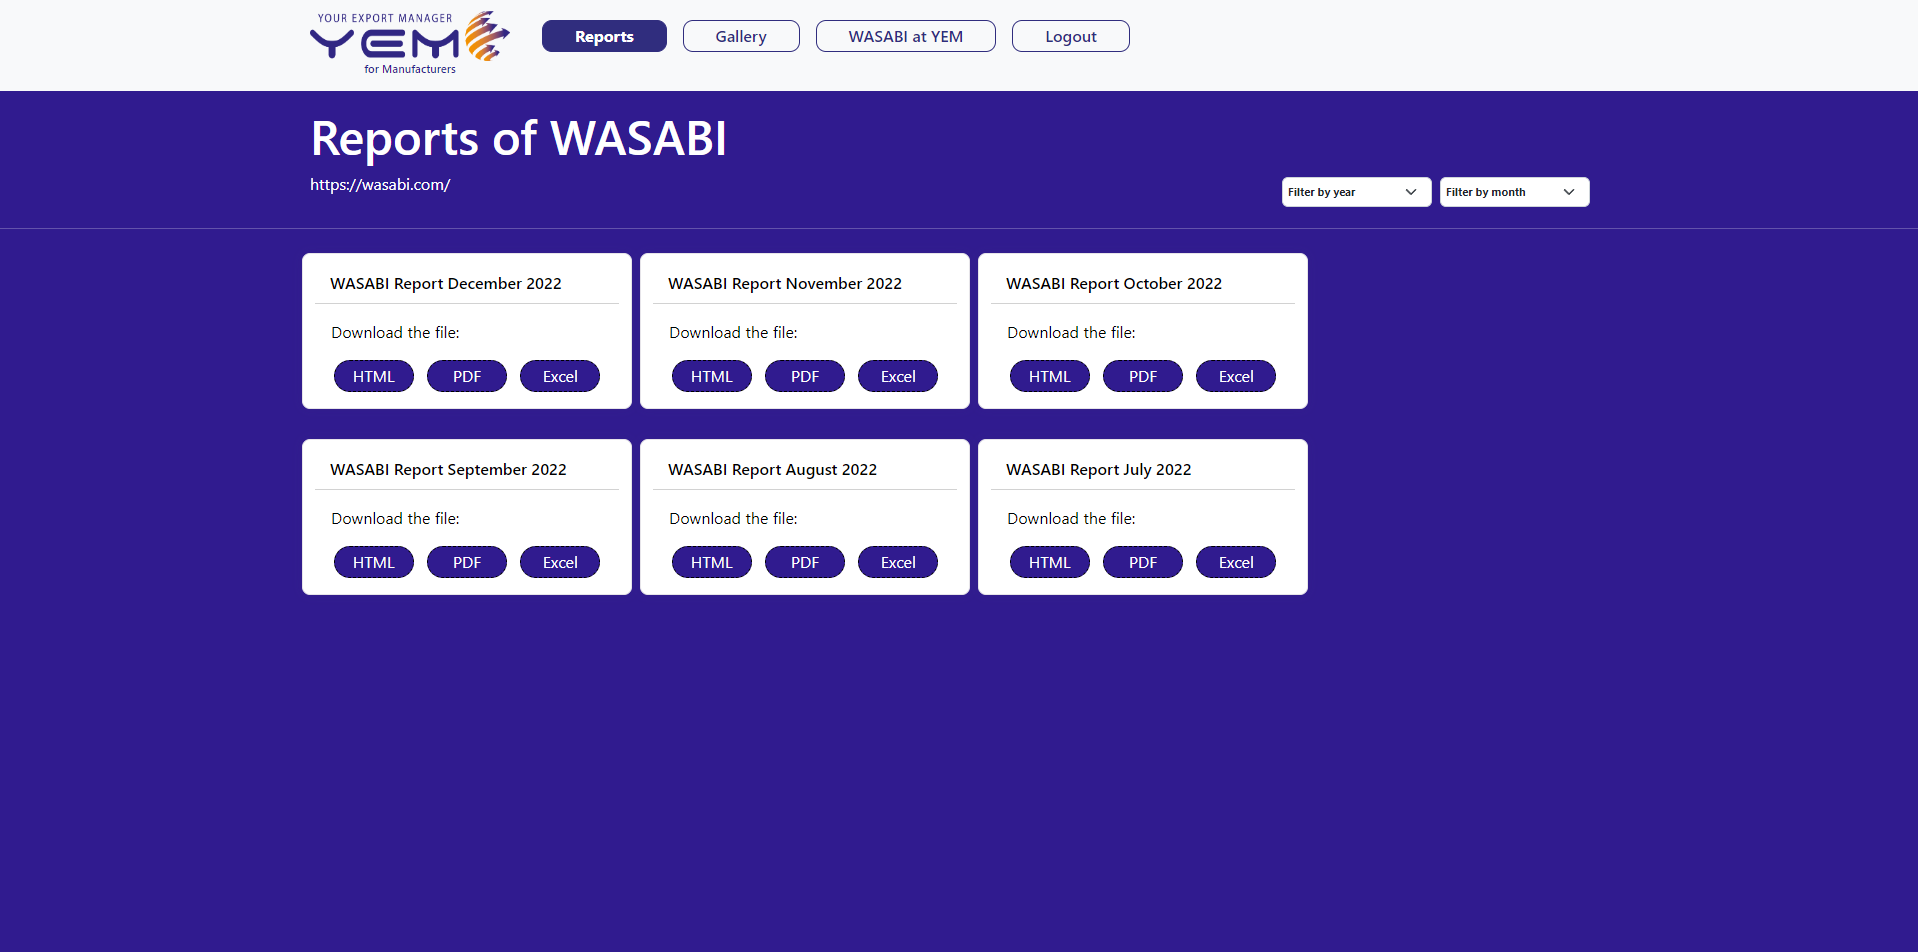 YOUR EXPORT MANAGER
YEM
for Manufacturers
Reports
Gallery
WASABI at YEM
Logout
Reports of WASABI
https://wasabi.com/
Filter by year
Filter by month
WASABI Report December 2022
Download the file:
HTML PDF Excel
WASABI Report November 2022
Download the file:
HTML PDF Excel
WASABI Report October 2022
Download the file:
HTML PDF Excel
WASABI Report September 2022
Download the file:
HTML PDF Excel
WASABI Report August 2022
Download the file:
HTML PDF Excel
WASABI Report July 2022
Download the file:
HTML PDF Excel